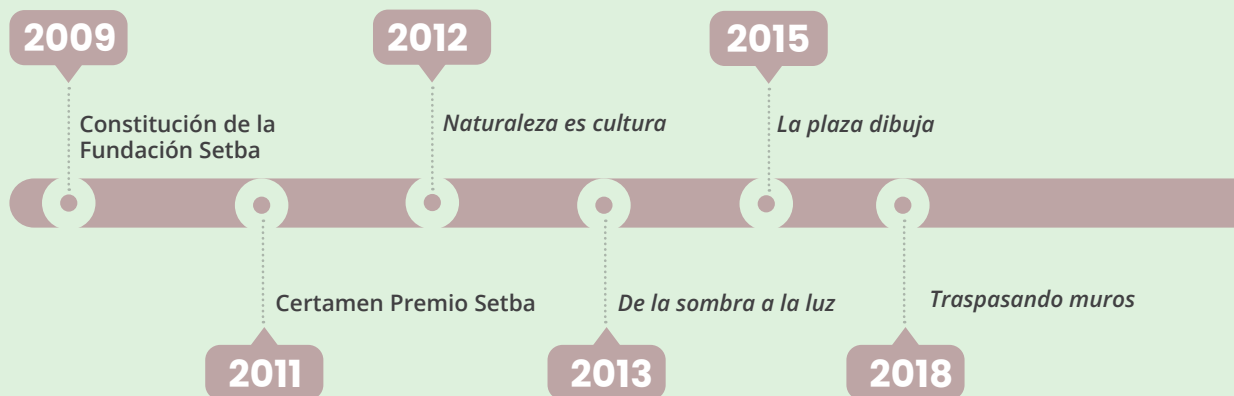 2009
2012
2015
Constitución de la
Fundación Setba
Naturaleza es cultura
La plaza dibuja
Certamen Premio Setba
De la sombra a la luz
Traspasando muros
2011
2013
2018